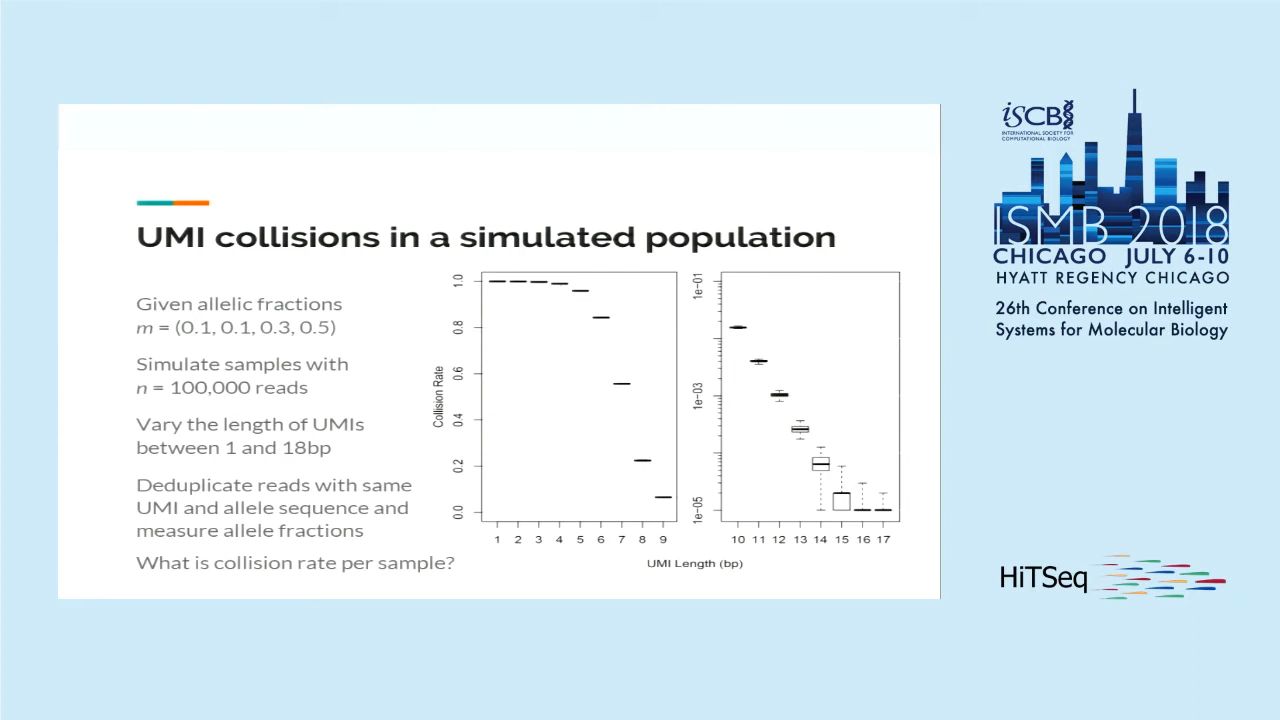 UMI collisions in a simulated population
Given allelic fractions
m = (0.1, 0.1, 0.3, 0.5)
Simulate samples with
n = 100,000 reads
Vary the length of UMIs
between 1 and 18bp
Deduplicate reads with same
UMI and allele sequence and
measure allele fractions
What is collision rate per sample?
Collision Rate
1.0
0.8
0.6
0.4
0.2
0.0
1 2 3 4 5 6 7 8 9
1e-01
1e-03
1e-05
10 11 12 13 14 15 16 17
UMI Length (bp)
iSCB
INTERNATIONAL SOCIETY FOR
COMPUTATIONAL BIOLOGY
ISMB 2018
CHICAGO JULY 6-10
HYATT REGENCY CHICAGO
26th Conference on Intelligent
Systems for Molecular Biology
HiTSeq